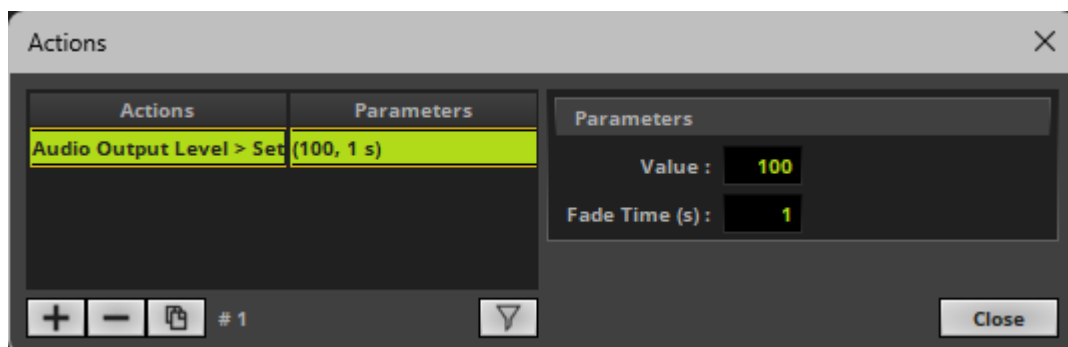 Actions
Actions Parameters
Audio Output Level > Set (100, 1 s)
# 1
Parameters
Value : 100
Fade Time (s) : 1
Close